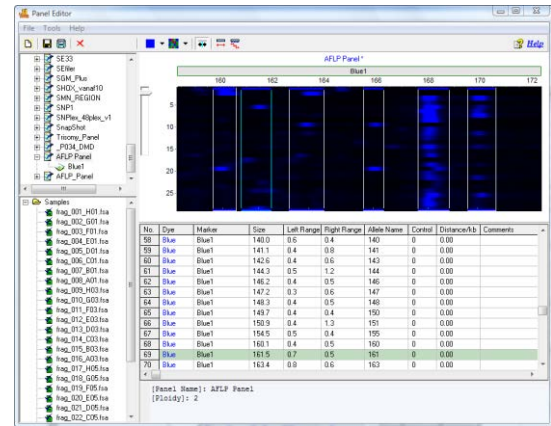 Panel Editor
File Tools Help
Help
SE33
SEfiler
SGM_Plus
SHOX_vanaf10
SMN_REGION
SNP1
SNPlex_48plex_v1
SnapShot
Trisomy_Panel
_P034_DMD
AFLP Panel
Blue1
AFLP_Panel
AFLP Panel*
Blue1
160 162 164 166 168 170 172
5
10
15
20
25
Samples
frag_001_H01.fsa
frag_002_G01.fsa
frag_003_F01.fsa
frag_004_E01.fsa
frag_005_D01.fsa
frag_006_C01.fsa
frag_007_B01.fsa
frag_008_A01.fsa
frag_009_H03.fsa
frag_010_G03.fsa
frag_011_F03.fsa
frag_012_E03.fsa
frag_013_D03.fsa
frag_014_C03.fsa
frag_015_B03.fsa
frag_016_A03.fsa
frag_017_H05.fsa
frag_018_G05.fsa
frag_019_F05.fsa
frag_020_E05.fsa
frag_021_D05.fsa
frag_022_C05.fsa
No. Dye Marker Size Left Range Right Range Allele Name Control Distance/kb Comments
58 Blue Blue1 140.0 0.6 0.4 140 0 0.00
59 Blue Blue1 141.1 0.4 0.8 141 0 0.00
60 Blue Blue1 142.6 0.4 0.6 143 0 0.00
61 Blue Blue1 144.3 0.5 1.2 144 0 0.00
62 Blue Blue1 146.2 0.4 0.5 146 0 0.00
63 Blue Blue1 147.2 0.3 0.6 147 0 0.00
64 Blue Blue1 148.3 0.4 0.5 148 0 0.00
65 Blue Blue1 149.7 0.4 0.4 150 0 0.00
66 Blue Blue1 150.9 0.4 1.3 151 0 0.00
67 Blue Blue1 154.5 0.5 0.4 155 0 0.00
68 Blue Blue1 160.1 0.4 0.5 160 0 0.00
69 Blue Blue1 161.5 0.7 0.5 161 0 0.00
70 Blue Blue1 163.4 0.8 0.6 163 0 0.00
[Panel Name]: AFLP Panel
[Ploidy]: 2